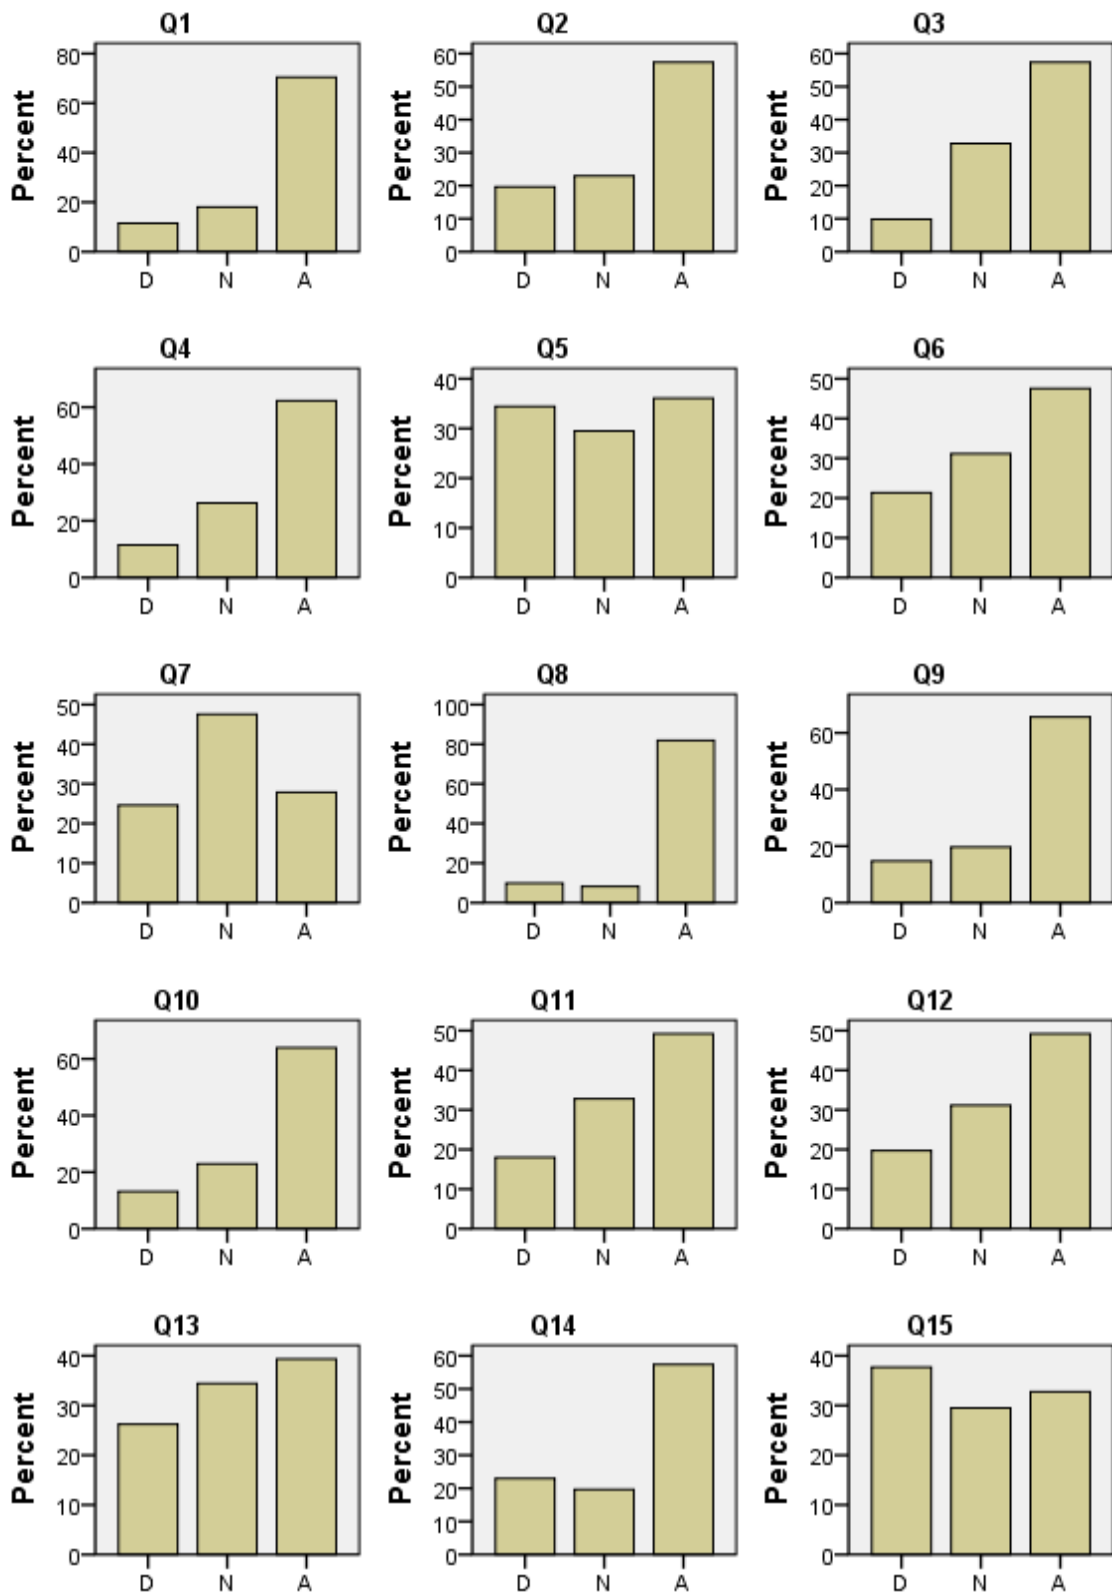 Q1 Q2 Q3
Percent 80 60 40 20 0 Percent 60 50 40 30 20 10 0 Percent 60 50 40 30 20 10 0
D N A D N A D N A
Q4 Q5 Q6
Percent 60 40 20 0 Percent 40 30 20 10 0 Percent 50 40 30 20 10 0
D N A D N A D N A
Q7 Q8 Q9
Percent 50 40 30 20 10 0 Percent 100 80 60 40 20 0 Percent 60 40 20 0
D N A D N A D N A
Q10 Q11 Q12
Percent 60 40 20 0 Percent 50 40 30 20 10 0 Percent 50 40 30 20 10 0
D N A D N A D N A
Q13 Q14 Q15
Percent 40 30 20 10 0 Percent 60 50 40 30 20 10 0 Percent 40 30 20 10 0
D N A D N A D N A